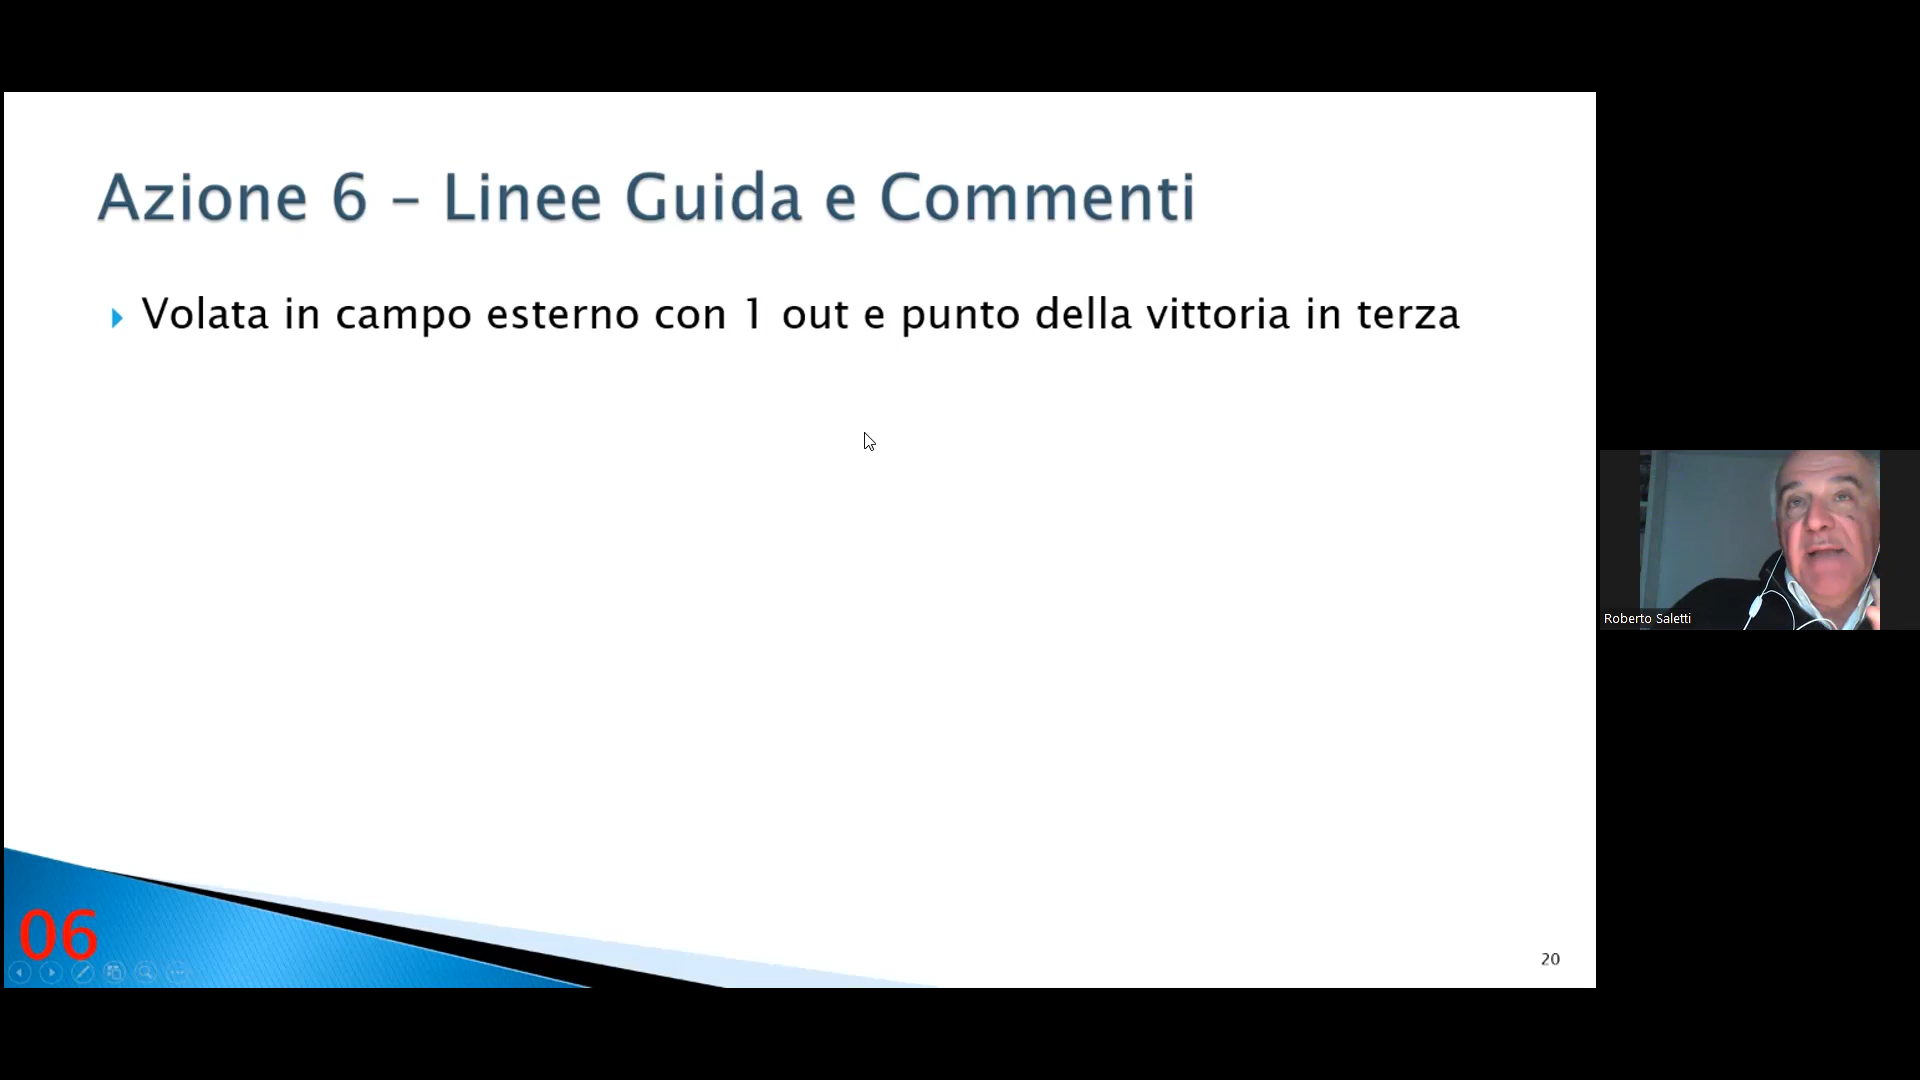 Azione 6 – Linee Guida e Commenti
Volata in campo esterno con 1 out e punto della vittoria in terza
Roberto Saletti
06
20